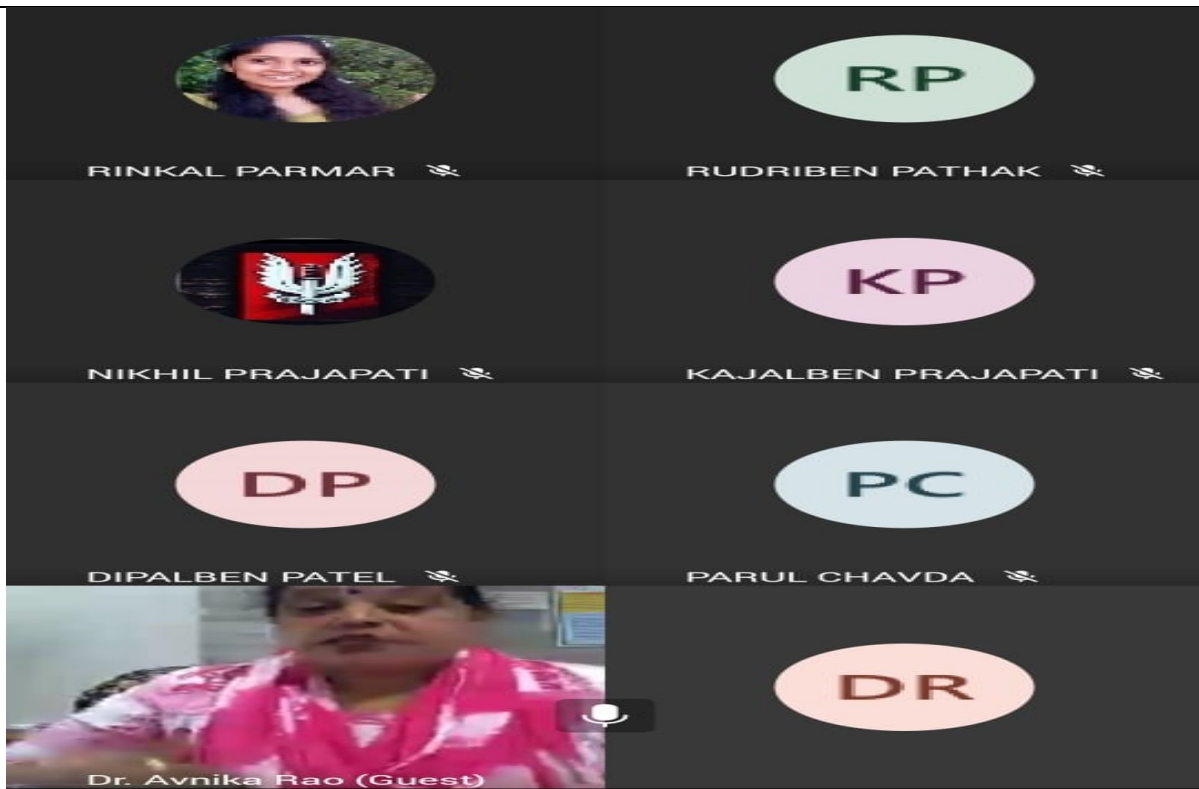 RP
RINKAL PARMAR
RUDRIBEN PATHAK
KP
NIKHIL PRAJAPATI
KAJALBEN PRAJAPATI
DP
PC
DIPALBEN PATEL
PARUL CHAVDA
DR
Dr. Avnika Rao (Guest)